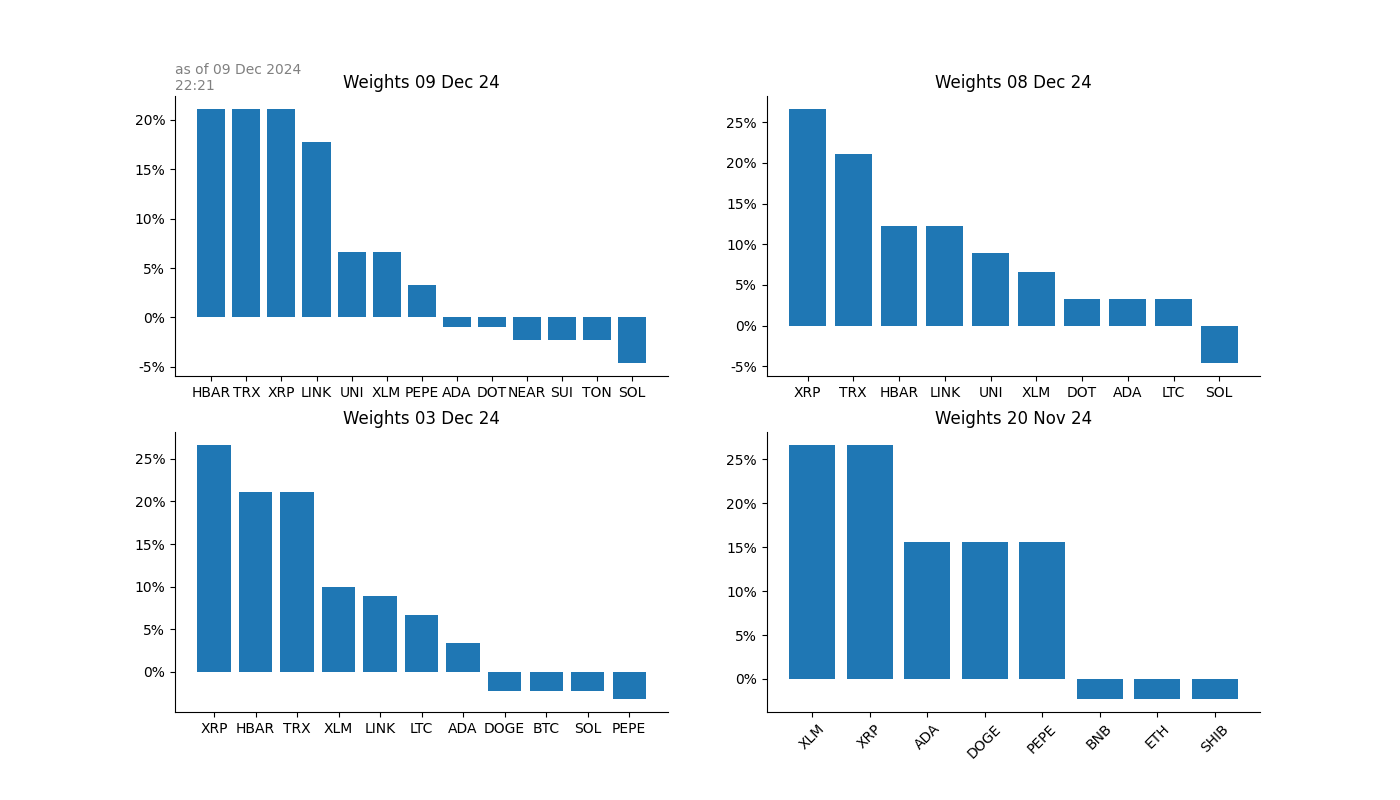 as of 09 Dec 2024
22:21
Weights 09 Dec 24
20%
15%
10%
5%
0%
-5%
HBAR TRX XRP LINK UNI XLM PEPE ADA DOT NEAR SUI TON SOL
Weights 08 Dec 24
25%
20%
15%
10%
5%
0%
-5%
XRP TRX HBAR LINK UNI XLM DOT ADA LTC SOL
Weights 03 Dec 24
25%
20%
15%
10%
5%
0%
XRP HBAR TRX XLM LINK LTC ADA DOGE BTC SOL PEPE
Weights 20 Nov 24
25%
20%
15%
10%
5%
0%
XLM XRP ADA DOGE PEPE BNB ETH SHIB